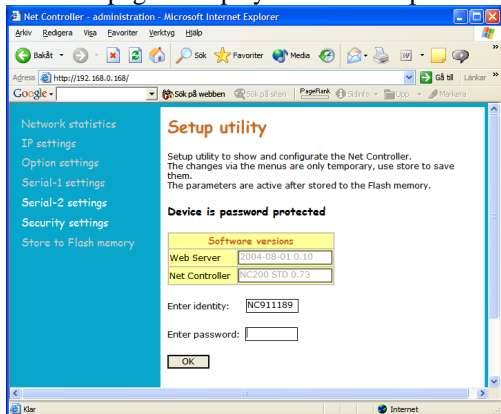 Net Controller - administration - Microsoft Internet Explorer
Arkiv Redigera Visa Favoriter Verktyg Hjälp
Bakåt Sök Favoriter Media
Adress http://192.168.0.168/ Gå till Länkar
Google Sök på webben Sök på siten PageRank Sidinfo Upp Markera
Network statistics
IP settings
Option settings
Serial-1 settings
Serial-2 settings
Security settings
Store to Flash memory
Setup utility
Setup utility to show and configurate the Net Controller.
The changes via the menus are only temporary, use store to save
them.
The parameters are active after stored to the Flash memory.
Device is password protected
Software versions
Web Server 2004-08-01 0.10
Net Controller NC200 STD 0.73
Enter identity: NC911189
Enter password:
OK
Klar Internet